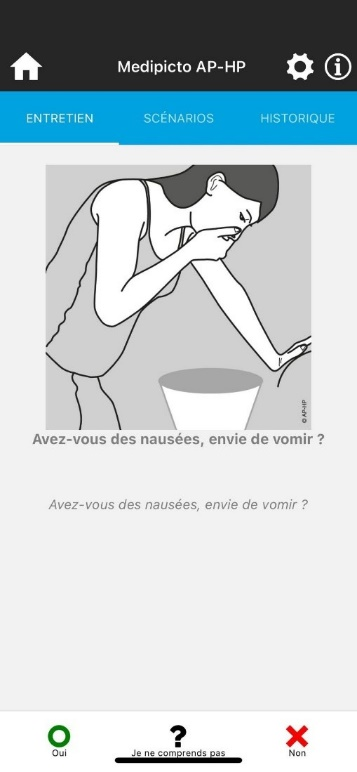 Medipicto AP-HP
ENTRETIEN SCÉNARIOS HISTORIQUE
© AP-HP
Avez-vous des nausées, envie de vomir ?
Avez-vous des nausées, envie de vomir ?
? 
Oui Je ne comprends pas Non